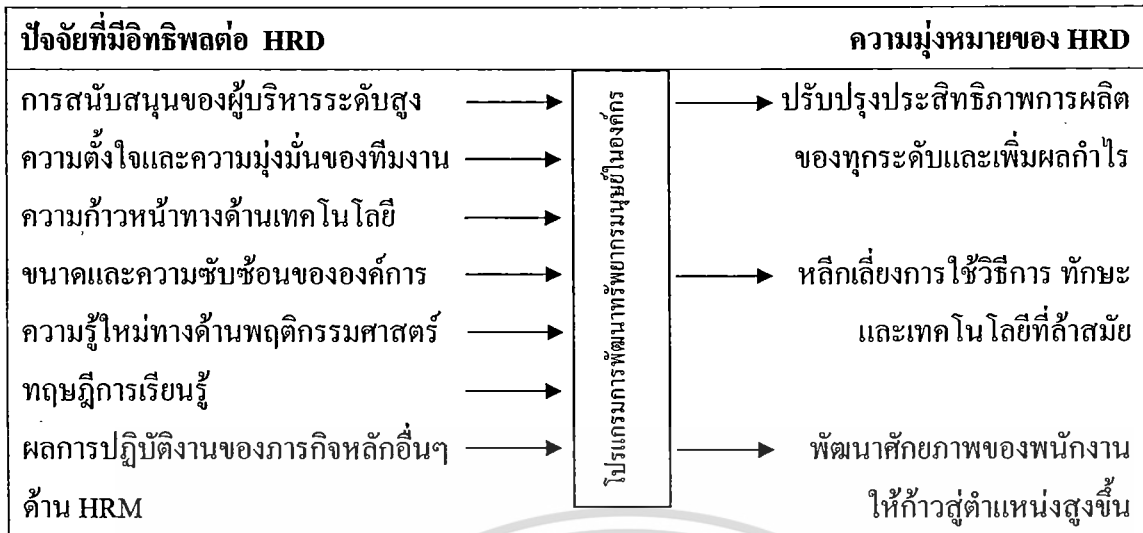 ปัจจัยที่มีอิทธิพลต่อ HRD
ความมุ่งหมายของ HRD
การสนับสนุนของผู้บริหารระดับสูง
ความตั้งใจและความมุ่งมั่นของทีมงาน
ความก้าวหน้าทางด้านเทคโนโลยี
ขนาดและความซับซ้อนขององค์การ
ความรู้ใหม่ทางด้านพฤติกรรมศาสตร์
ทฤษฎีการเรียนรู้
ผลการปฏิบัติงานของภารกิจหลักอื่นๆ
ด้าน HRM
โปรแกรมการพัฒนาทรัพยากรมนุษย์ในองค์กร
ปรับปรุงประสิทธิภาพการผลิต
ของทุกระดับและเพิ่มผลกำไร
หลีกเลี่ยงการใช้วิธีการ ทักษะ
และเทคโนโลยีที่ล้าสมัย
พัฒนาศักยภาพของพนักงาน
ให้ก้าวสู่ตำแหน่งสูงขึ้น